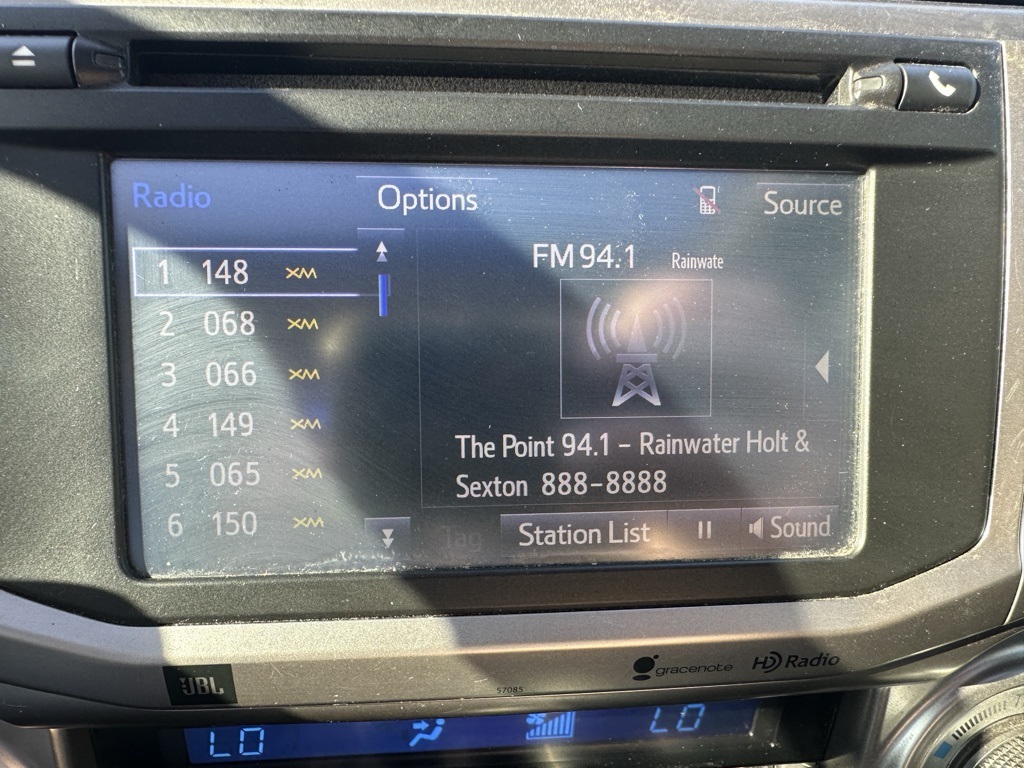 Radio
Options
Source
1 148 XM
2 068 XM
3 066 XM
4 149 XM
5 065 XM
6 150 XM
FM 94.1 Rainwate
The Point 94.1 – Rainwater Holt &
Sexton 888-8888
Tag
Station List
Sound
JBL
57085
gracenote
HD Radio
LO
LO